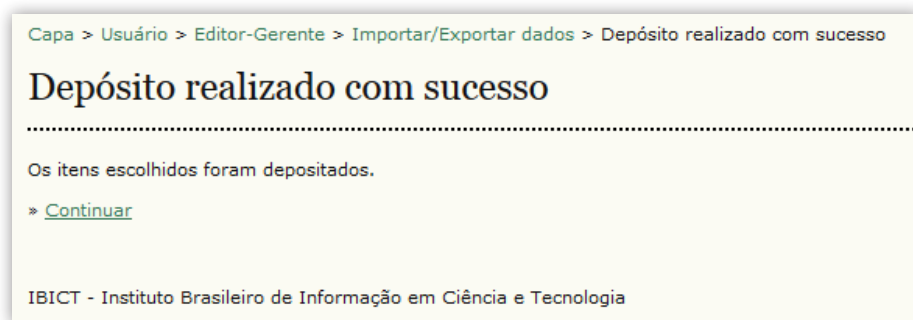 Capa > Usuário > Editor-Gerente > Importar/Exportar dados > Depósito realizado com sucesso
Depósito realizado com sucesso
Os itens escolhidos foram depositados.
» Continuar
IBICT - Instituto Brasileiro de Informação em Ciência e Tecnologia